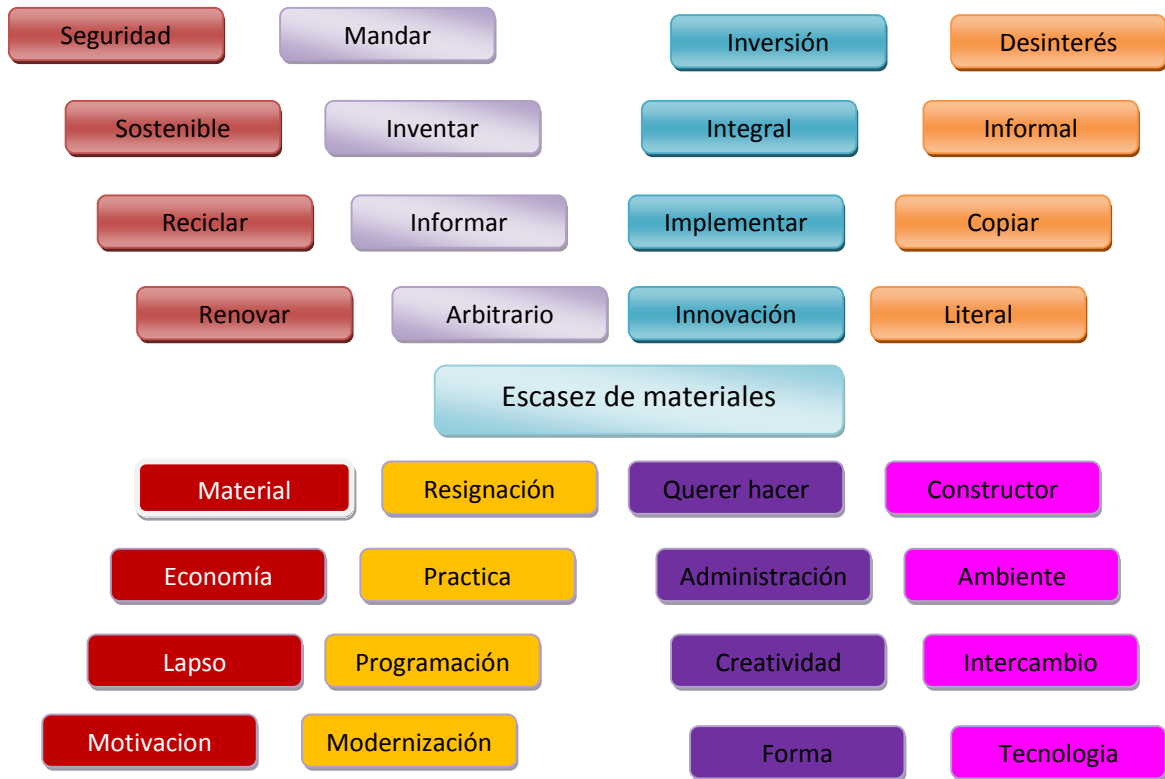 Seguridad
Mandar
Inversión
Desinterés
Sostenible
Inventar
Integral
Informal
Reciclar
Informar
Implementar
Copiar
Renovar
Arbitrario
Innovación
Literal
Escasez de materiales
Material
Resignación
Querer hacer
Constructor
Economía
Practica
Administración
Ambiente
Lapso
Programación
Creatividad
Intercambio
Motivacion
Modernización
Forma
Tecnologia